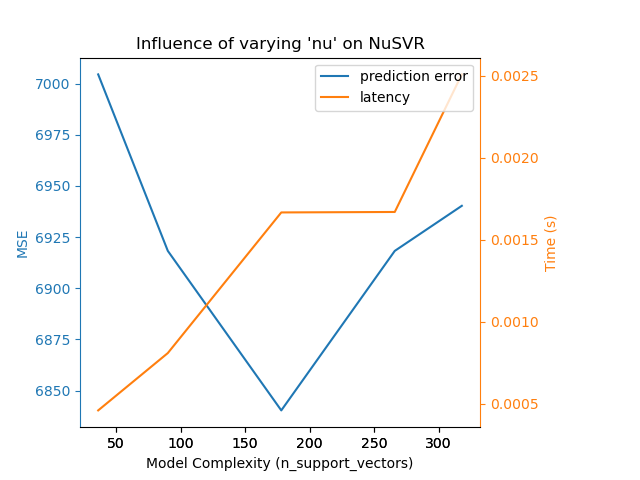 Influence of varying 'nu' on NuSVR
prediction error
latency
7000
6975
6950
6925
6900
6875
6850
MSE
0.0025
0.0020
0.0015
0.0010
0.0005
Time (s)
50 100 150 200 250 300
Model Complexity (n_support_vectors)